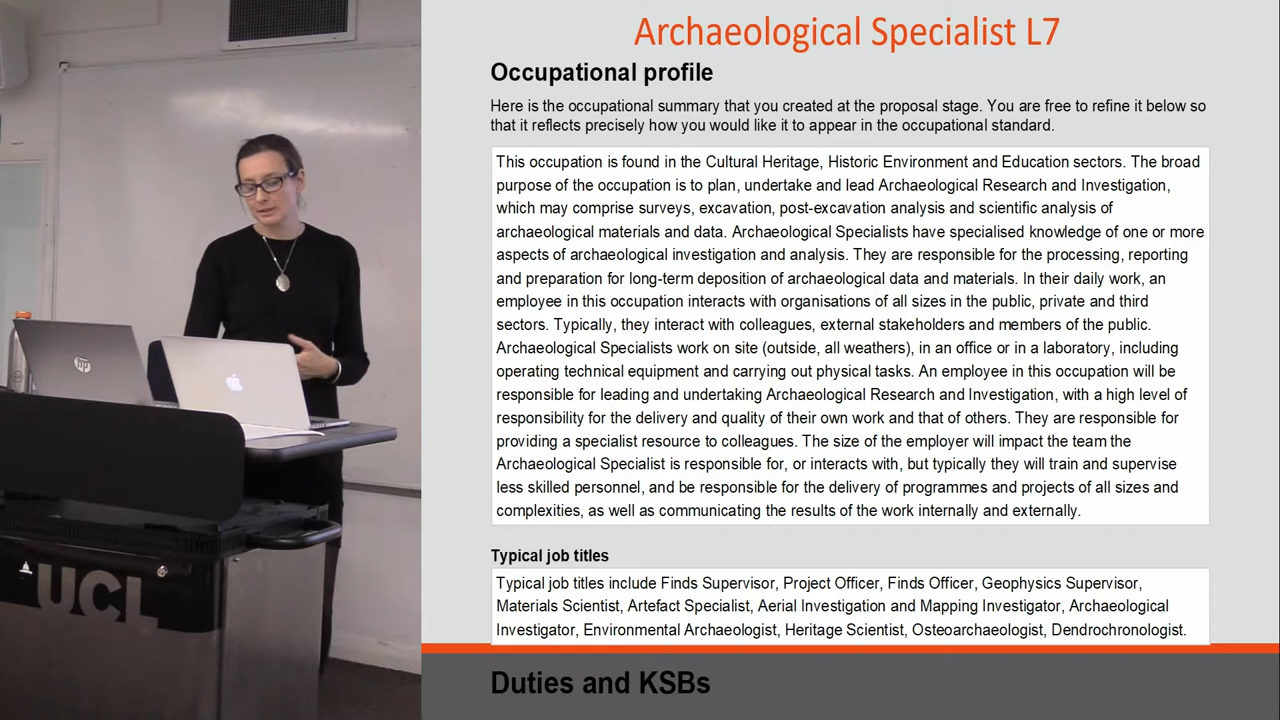 Archaeological Specialist L7
Occupational profile
Here is the occupational summary that you created at the proposal stage. You are free to refine it below so
that it reflects precisely how you would like it to appear in the occupational standard.
This occupation is found in the Cultural Heritage, Historic Environment and Education sectors. The broad
purpose of the occupation is to plan, undertake and lead Archaeological Research and Investigation,
which may comprise surveys, excavation, post-excavation analysis and scientific analysis of
archaeological materials and data. Archaeological Specialists have specialised knowledge of one or more
aspects of archaeological investigation and analysis. They are responsible for the processing, reporting
and preparation for long-term deposition of archaeological data and materials. In their daily work, an
employee in this occupation interacts with organisations of all sizes in the public, private and third
sectors. Typically, they interact with colleagues, external stakeholders and members of the public.
Archaeological Specialists work on site (outside, all weathers), in an office or in a laboratory, including
operating technical equipment and carrying out physical tasks. An employee in this occupation will be
responsible for leading and undertaking Archaeological Research and Investigation, with a high level of
responsibility for the delivery and quality of their own work and that of others. They are responsible for
providing a specialist resource to colleagues. The size of the employer will impact the team the
Archaeological Specialist is responsible for, or interacts with, but typically they will train and supervise
less skilled personnel, and be responsible for the delivery of programmes and projects of all sizes and
complexities, as well as communicating the results of the work internally and externally.
Typical job titles
Typical job titles include Finds Supervisor, Project Officer, Finds Officer, Geophysics Supervisor,
Materials Scientist, Artefact Specialist, Aerial Investigation and Mapping Investigator, Archaeological
Investigator, Environmental Archaeologist, Heritage Scientist, Osteoarchaeologist, Dendrochronologist.
Duties and KSBs
hp
UCL